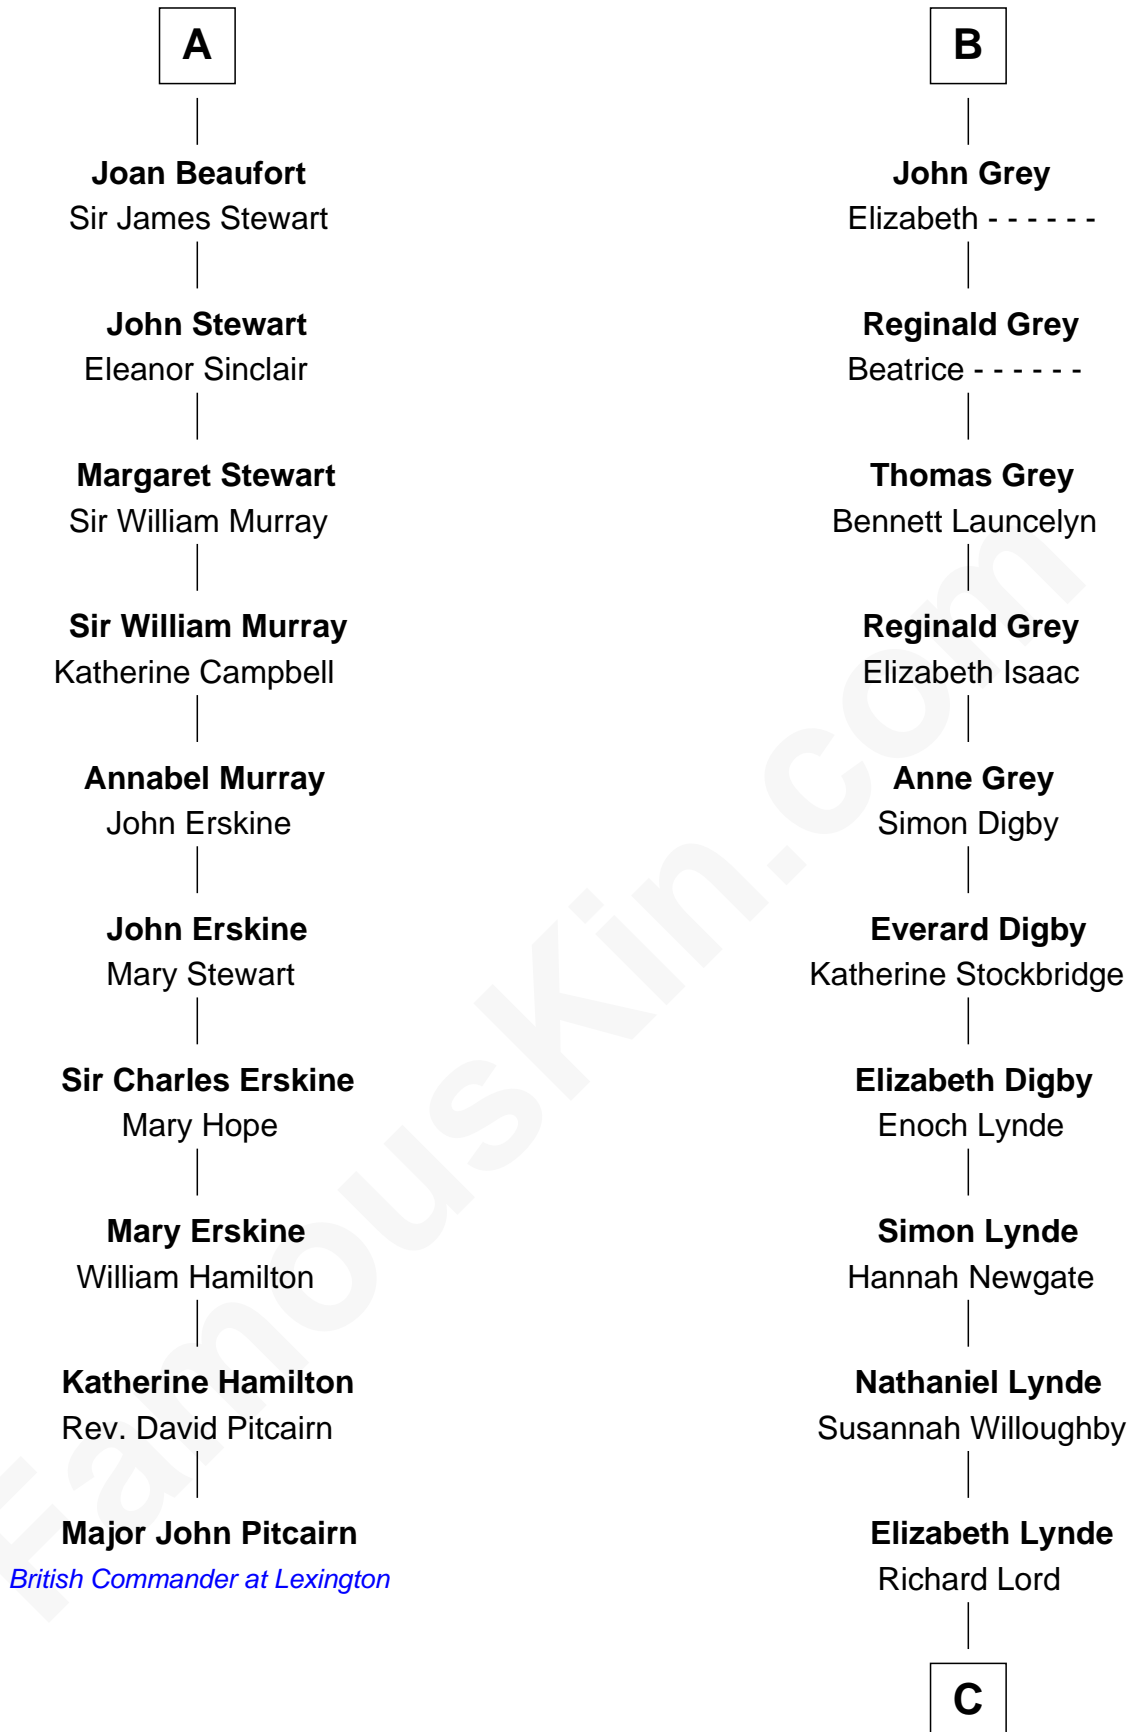 A
Joan Beaufort
Sir James Stewart
John Stewart
Eleanor Sinclair
Margaret Stewart
Sir William Murray
Sir William Murray
Katherine Campbell
Annabel Murray
John Erskine
John Erskine
Mary Stewart
Sir Charles Erskine
Mary Hope
Mary Erskine
William Hamilton
Katherine Hamilton
Rev. David Pitcairn
Major John Pitcairn
British Commander at Lexington
B
John Grey
Elizabeth - - - - - -
Reginald Grey
Beatrice - - - - - -
Thomas Grey
Bennett Launcelyn
Reginald Grey
Elizabeth Isaac
Anne Grey
Simon Digby
Everard Digby
Katherine Stockbridge
Elizabeth Digby
Enoch Lynde
Simon Lynde
Hannah Newgate
Nathaniel Lynde
Susannah Willoughby
Elizabeth Lynde
Richard Lord
C
FamousKin.com